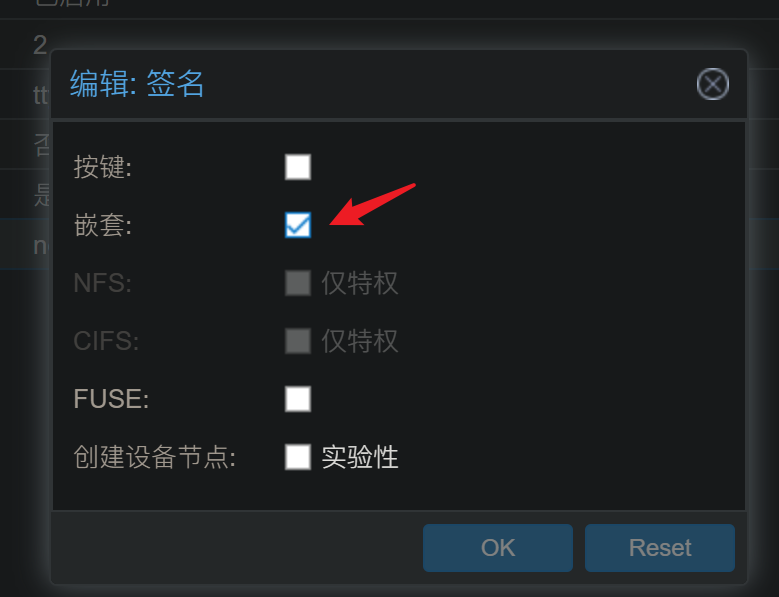 2
编辑: 签名
按键:
嵌套:
NFS: 仅特权
CIFS: 仅特权
FUSE:
创建设备节点: 实验性
OK Reset